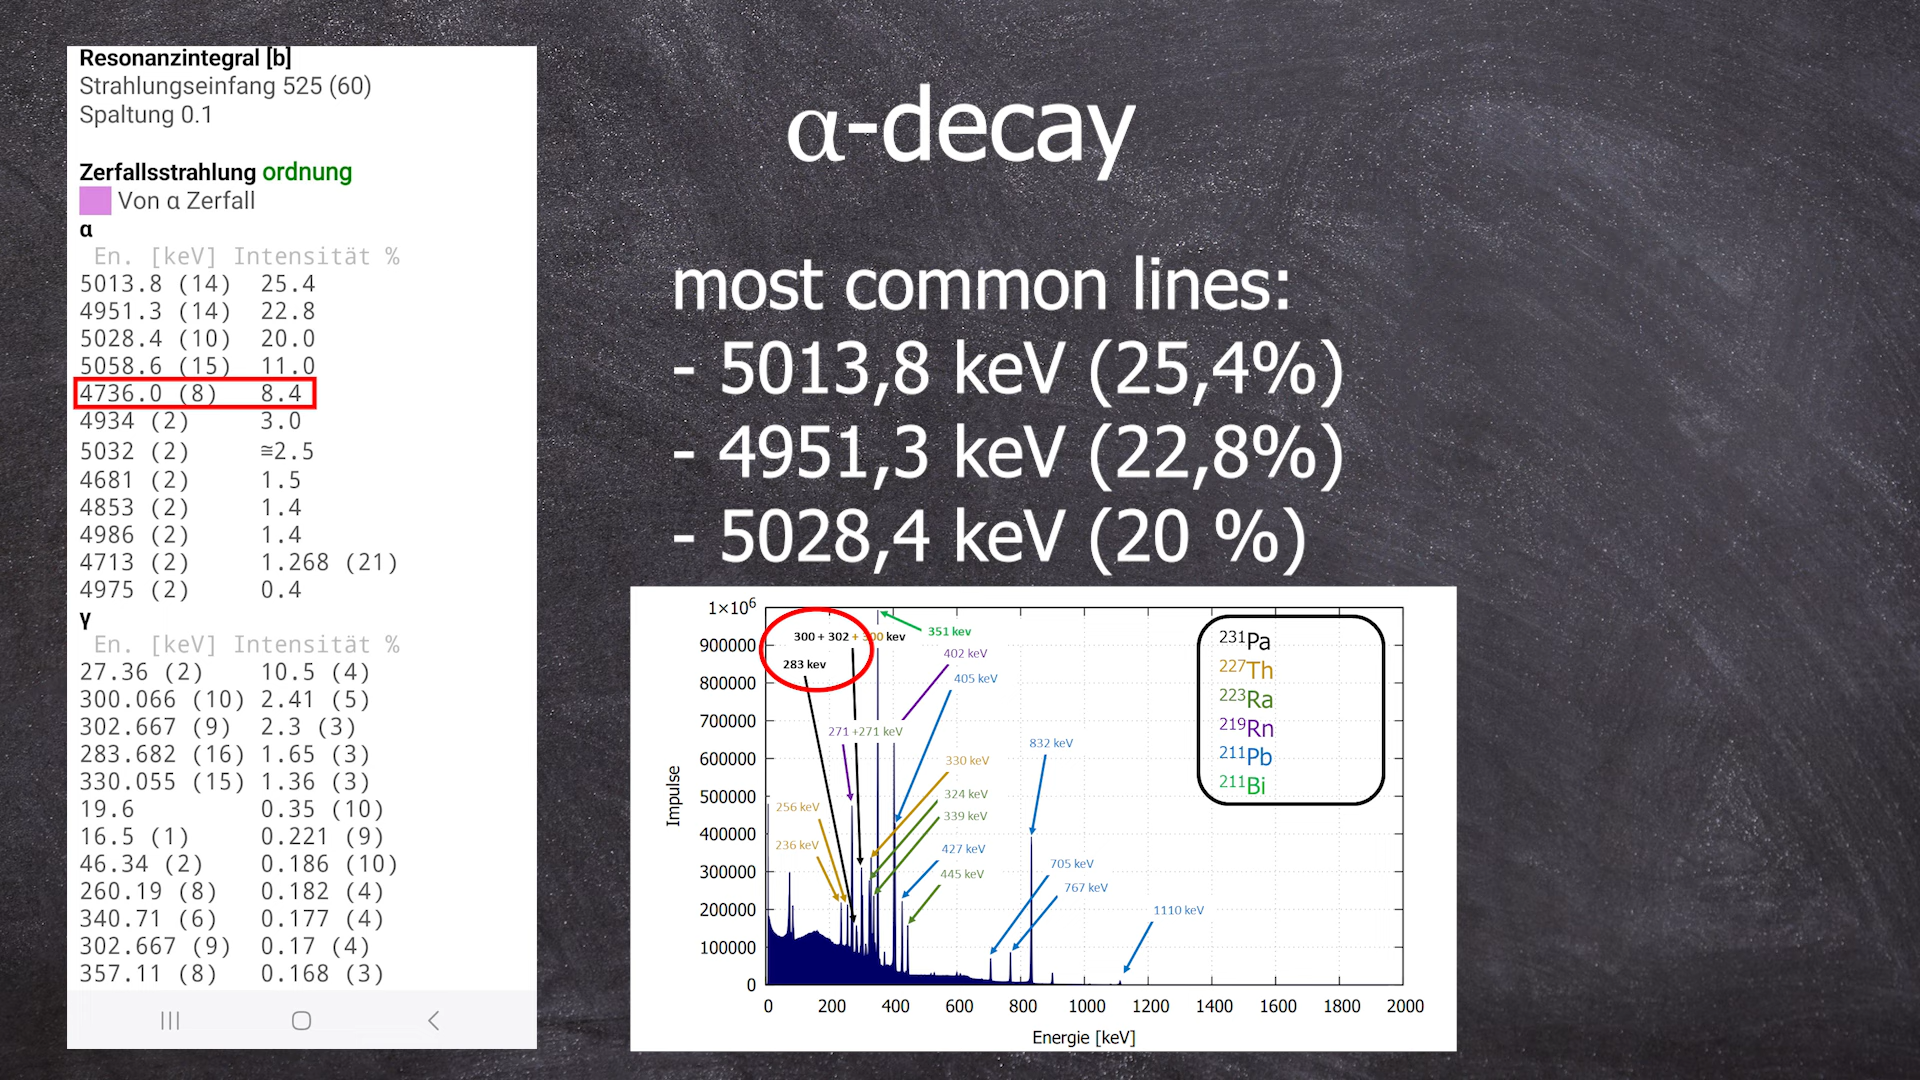 Resonanzintegral [b]
Strahlungseinfang 525 (60)
Spaltung 0.1
Zerfallsstrahlung ordnung
Von α Zerfall
α
En. [keV] Intensität %
5013.8 (14) 25.4
4951.3 (14) 22.8
5028.4 (10) 20.0
5058.6 (15) 11.0
4736.0 (8) 8.4
4934 (2) 3.0
5032 (2) ≅2.5
4681 (2) 1.5
4853 (2) 1.4
4986 (2) 1.4
4713 (2) 1.268 (21)
4975 (2) 0.4
γ
En. [keV] Intensität %
27.36 (2) 10.5 (4)
300.066 (10) 2.41 (5)
302.667 (9) 2.3 (3)
283.682 (16) 1.65 (3)
330.055 (15) 1.36 (3)
19.6 0.35 (10)
16.5 (1) 0.221 (9)
46.34 (2) 0.186 (10)
260.19 (8) 0.182 (4)
340.71 (6) 0.177 (4)
302.667 (9) 0.17 (4)
357.11 (8) 0.168 (3)
α-decay
most common lines:
- 5013,8 keV (25,4%)
- 4951,3 keV (22,8%)
- 5028,4 keV (20 %)
1×10⁶
900000
800000
700000
600000
500000
400000
300000
200000
100000
0
Impulse
300 + 302 + 300 kev
283 kev
351 kev
402 keV
405 keV
271 +271 keV
832 keV
330 keV
324 keV
339 keV
256 keV
236 keV
427 keV
445 keV
705 keV
767 keV
1110 keV
²³¹Pa
²²⁷Th
²²³Ra
²¹⁹Rn
²¹¹Pb
²¹¹Bi
0 200 400 600 800 1000 1200 1400 1600 1800 2000
Energie [keV]